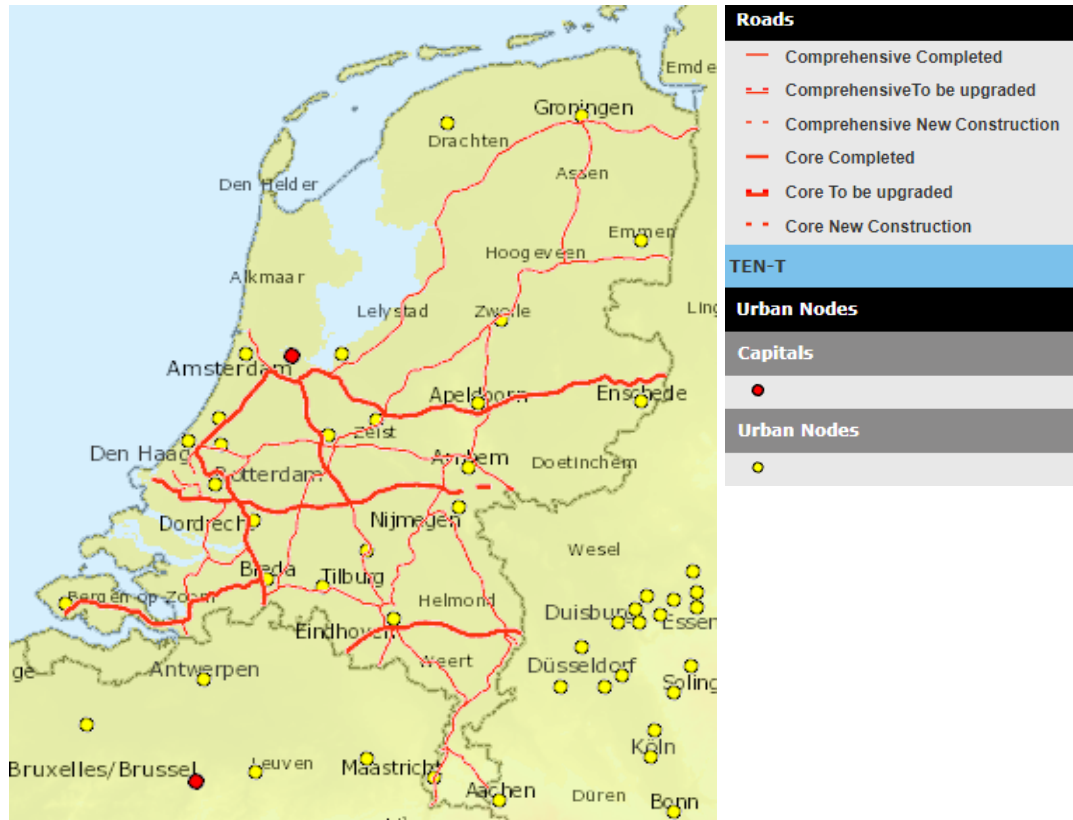 Emde
Groningen
Drachten
Assen
Den Helder
Emmen
Hoogeveen
Alkmaar
Lelystad
Zwolle
Ling
Amsterdam
Apeldoorn
Enschede
Zeist
Den Haag
Arnhem
Doetinchem
Rotterdam
Dordrecht
Nijmegen
Wesel
Breda
Tilburg
Bergen op Zoom
Helmond
Duisburg
Essen
Eindhoven
Weert
Düsseldorf
ge
Antwerpen
Soling
Köln
Bruxelles/Brussel
Leuven
Maastricht
Aachen
Düren
Bonn
Roads
Comprehensive Completed
ComprehensiveTo be upgraded
Comprehensive New Construction
Core Completed
Core To be upgraded
Core New Construction
TEN-T
Urban Nodes
Capitals
Urban Nodes